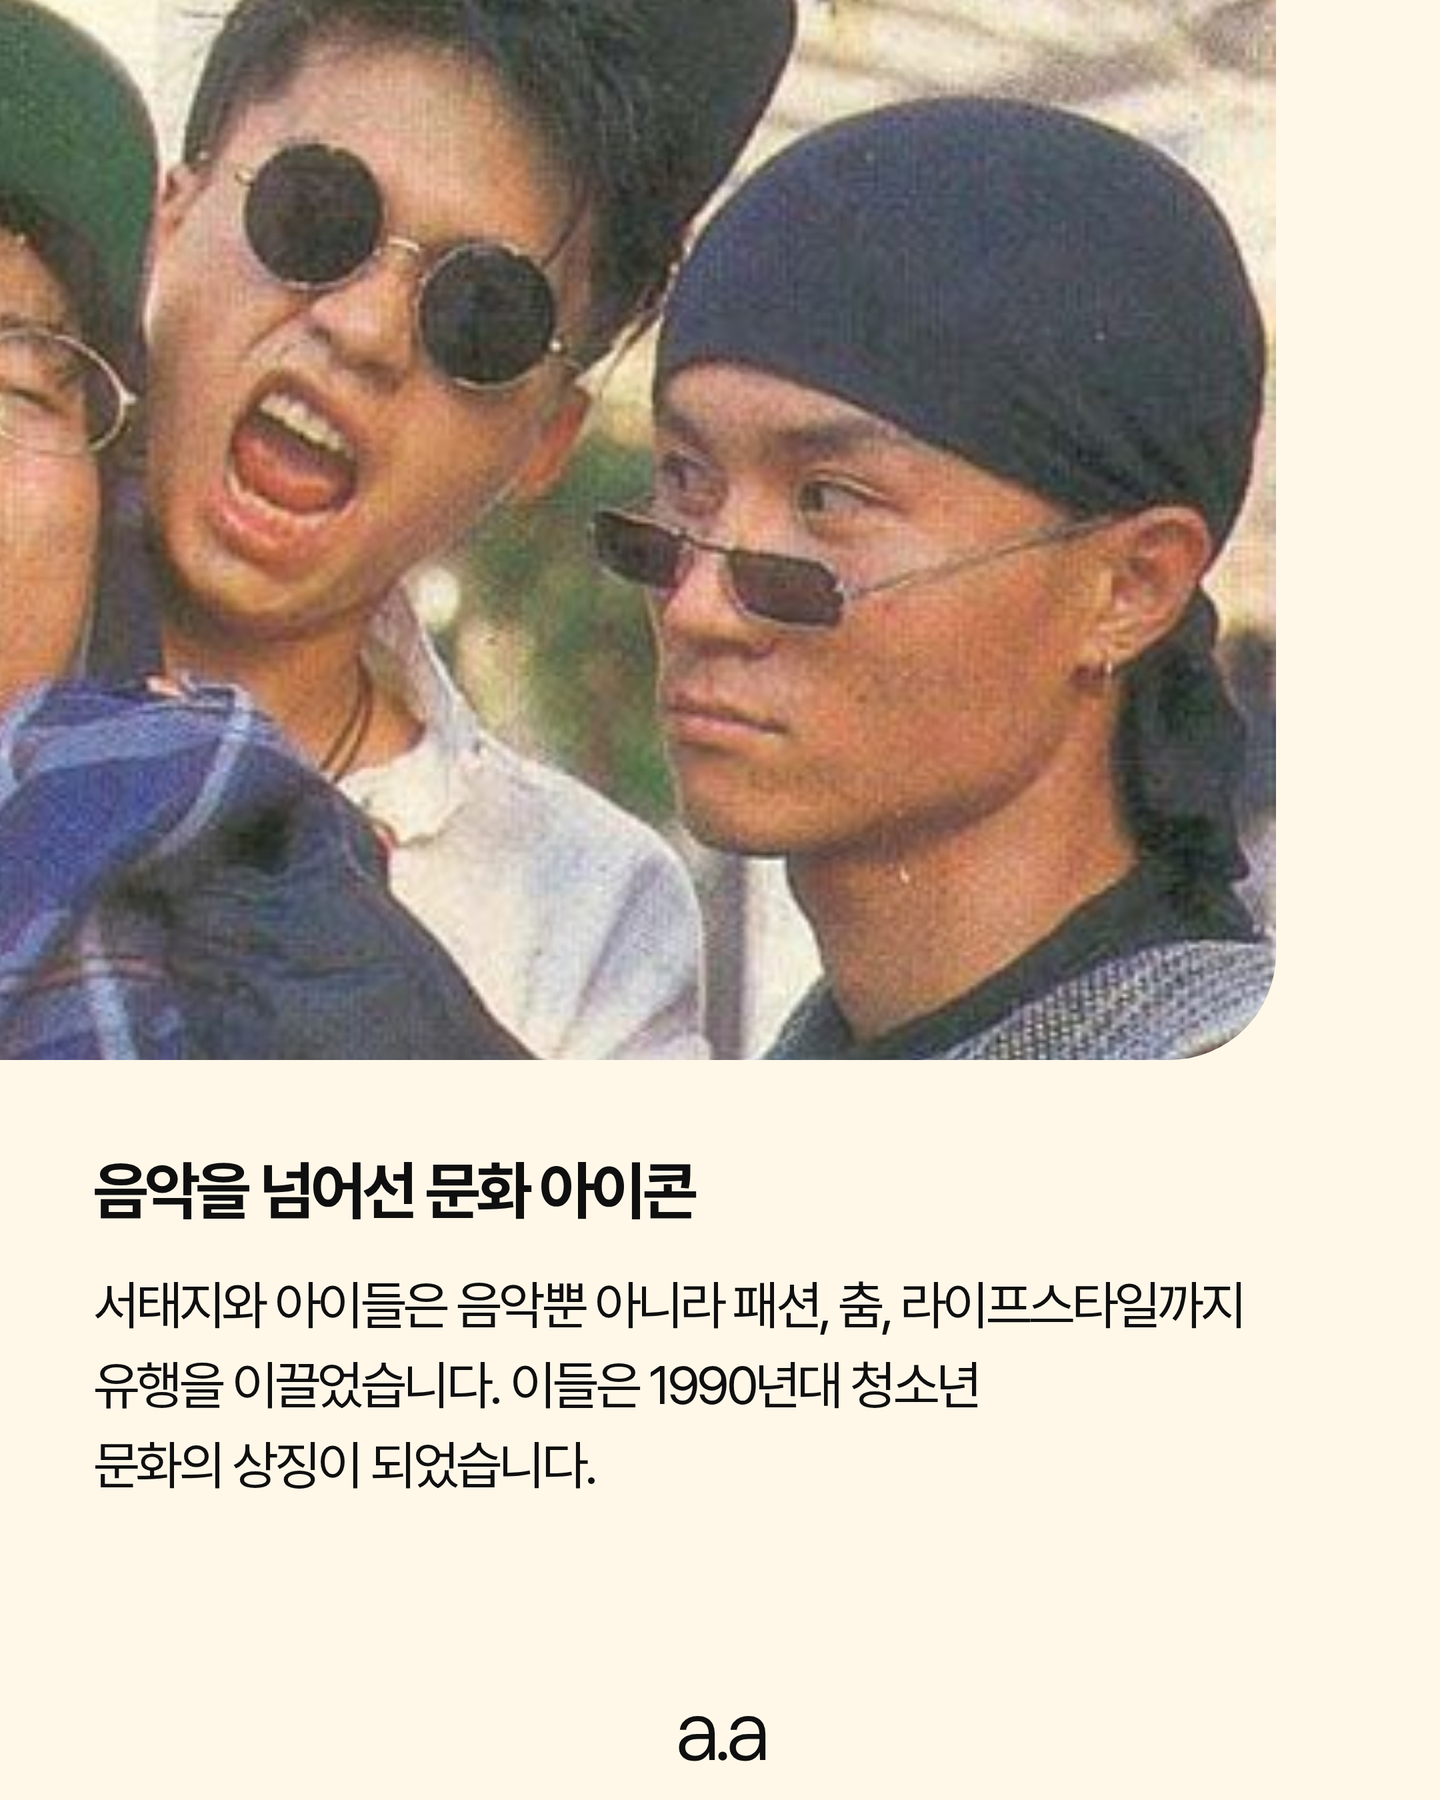 음악을 넘어선 문화 아이콘
서태지와 아이들은 음악뿐 아니라 패션, 춤, 라이프스타일까지
유행을 이끌었습니다. 이들은 1990년대 청소년
문화의 상징이 되었습니다.
a.a